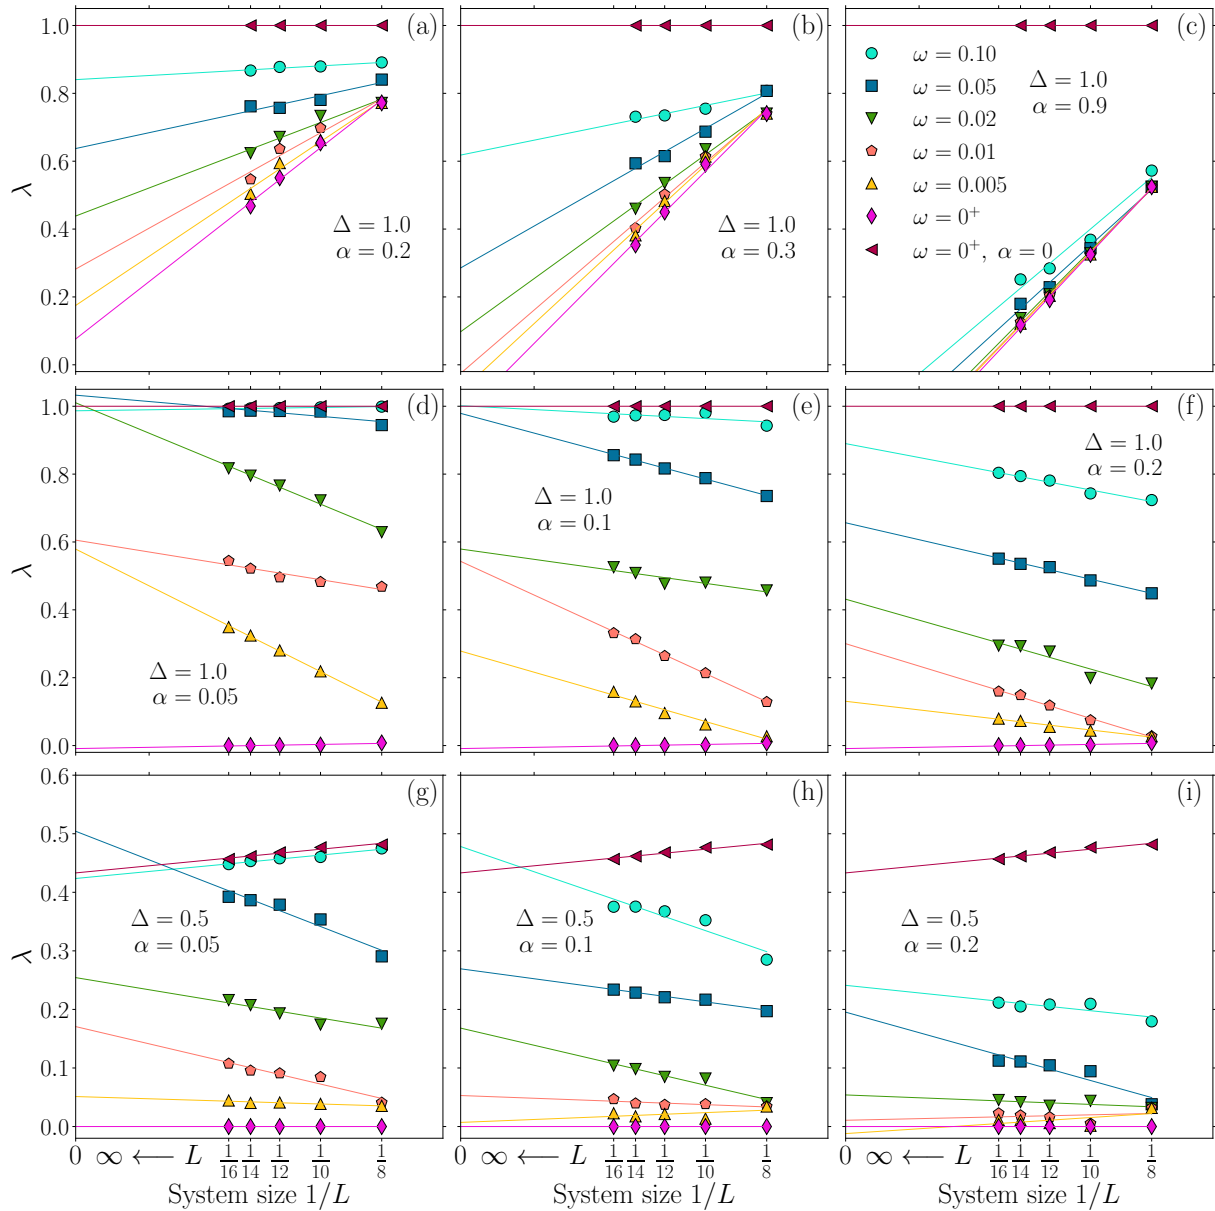 1.0
0.8
0.6
0.4
0.2
0.0
λ
(a)
Δ = 1.0
α = 0.2
(b)
Δ = 1.0
α = 0.3
(c)
ω = 0.10
ω = 0.05
ω = 0.02
ω = 0.01
ω = 0.005
ω = 0⁺
ω = 0⁺, α = 0
Δ = 1.0
α = 0.9
1.0
0.8
0.6
0.4
0.2
0.0
λ
(d)
Δ = 1.0
α = 0.05
(e)
Δ = 1.0
α = 0.1
(f)
Δ = 1.0
α = 0.2
0.6
0.5
0.4
0.3
0.2
0.1
0.0
λ
(g)
Δ = 0.5
α = 0.05
(h)
Δ = 0.5
α = 0.1
(i)
Δ = 0.5
α = 0.2
0 ∞ ⟵ L 1/16 1/14 1/12 1/10 1/8
System size 1/L
0 ∞ ⟵ L 1/16 1/14 1/12 1/10 1/8
System size 1/L
0 ∞ ⟵ L 1/16 1/14 1/12 1/10 1/8
System size 1/L